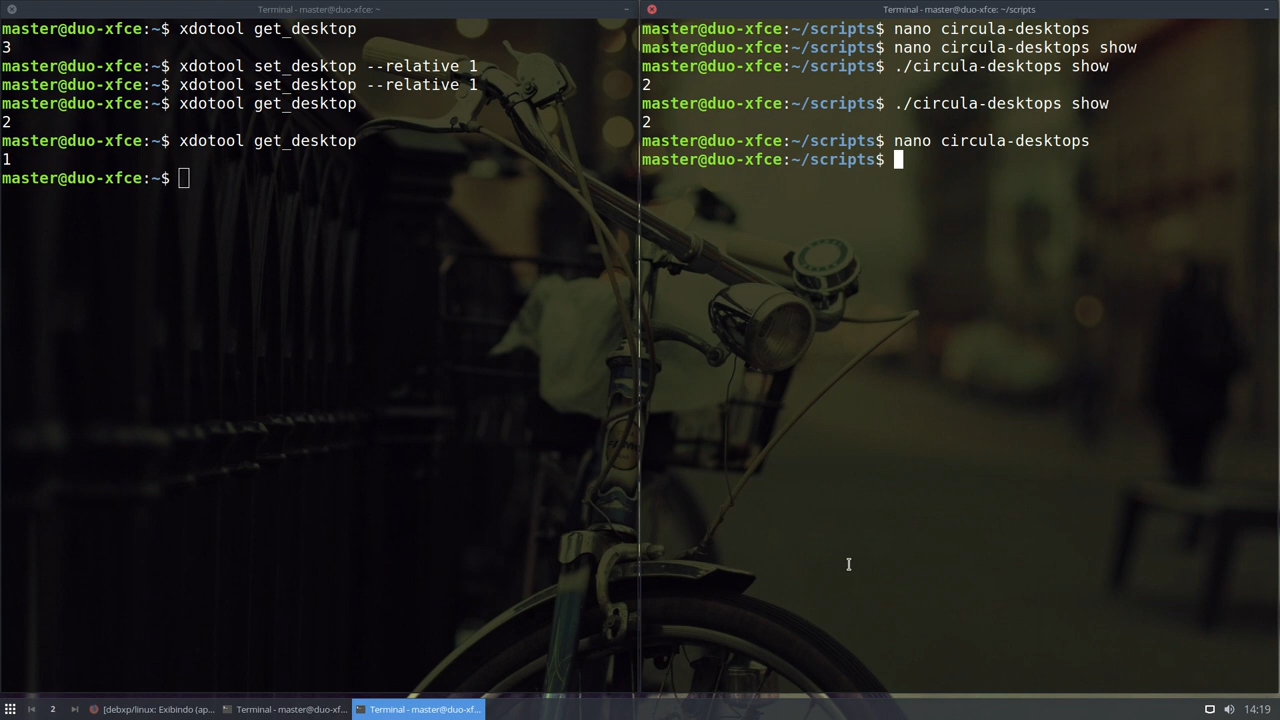 Terminal - master@duo-xfce: ~
master@duo-xfce:~$ xdotool get_desktop
3
master@duo-xfce:~$ xdotool set_desktop --relative 1
master@duo-xfce:~$ xdotool set_desktop --relative 1
master@duo-xfce:~$ xdotool get_desktop
2
master@duo-xfce:~$ xdotool get_desktop
1
master@duo-xfce:~$
Terminal - master@duo-xfce: ~/scripts
master@duo-xfce:~/scripts$ nano circula-desktops
master@duo-xfce:~/scripts$ nano circula-desktops show
master@duo-xfce:~/scripts$ ./circula-desktops show
2
master@duo-xfce:~/scripts$ ./circula-desktops show
2
master@duo-xfce:~/scripts$ nano circula-desktops
master@duo-xfce:~/scripts$
2
[debxp/linux: Exibindo (ap...
Terminal - master@duo-xf...
Terminal - master@duo-xf...
14:19